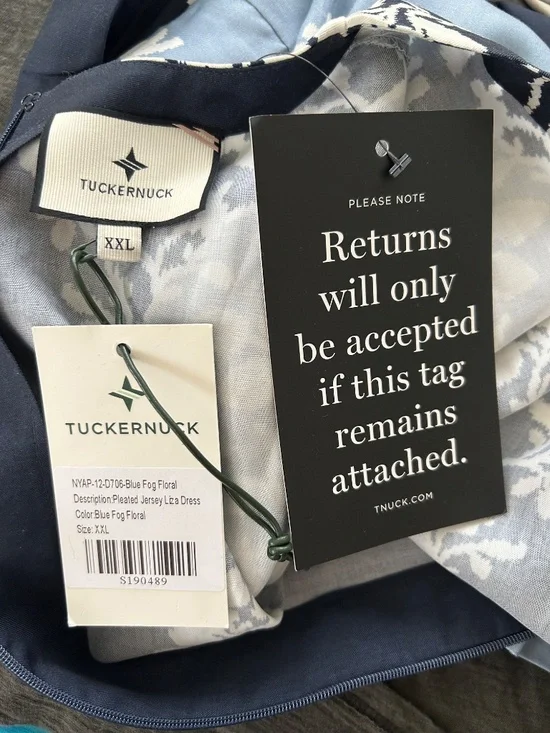 TUCKERNUCK
XXL
TUCKERNUCK
NYAP-12-D706-Blue Fog Floral
Description:Pleated Jersey Liza Dress
Color:Blue Fog Floral
Size: XXL
S190489
PLEASE NOTE
Returns
will only
be accepted
if this tag
remains
attached.
TNUCK.COM